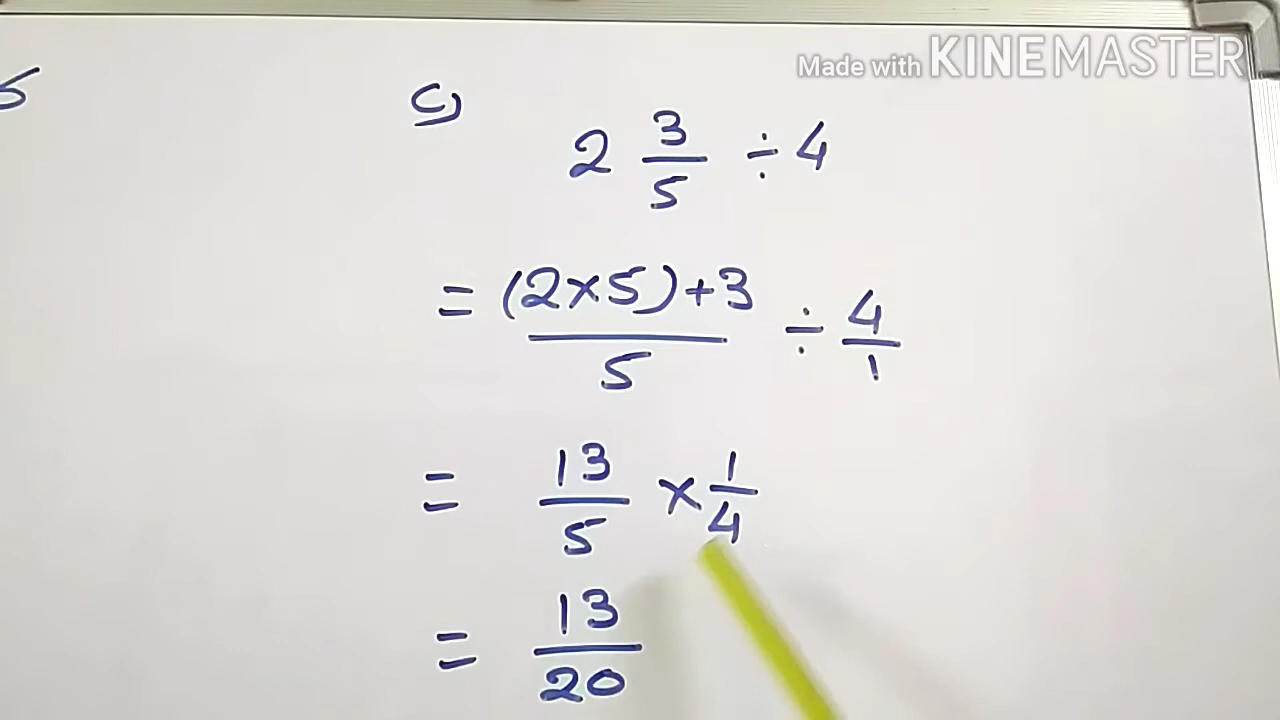 Made with KINEMASTER
c)
2 3/5 ÷ 4
= (2×5)+3/5 ÷ 4/1
= 13/5 × 1/4
= 13/20